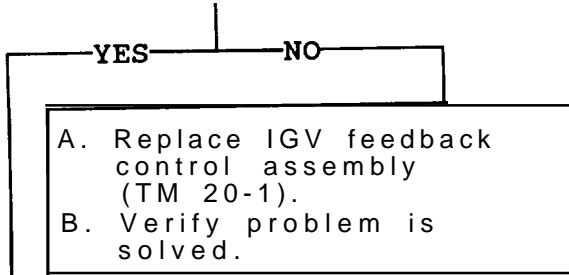 YES NO
A. Replace IGV feedback
control assembly
(TM 20-1).
B. Verify problem is
solved.